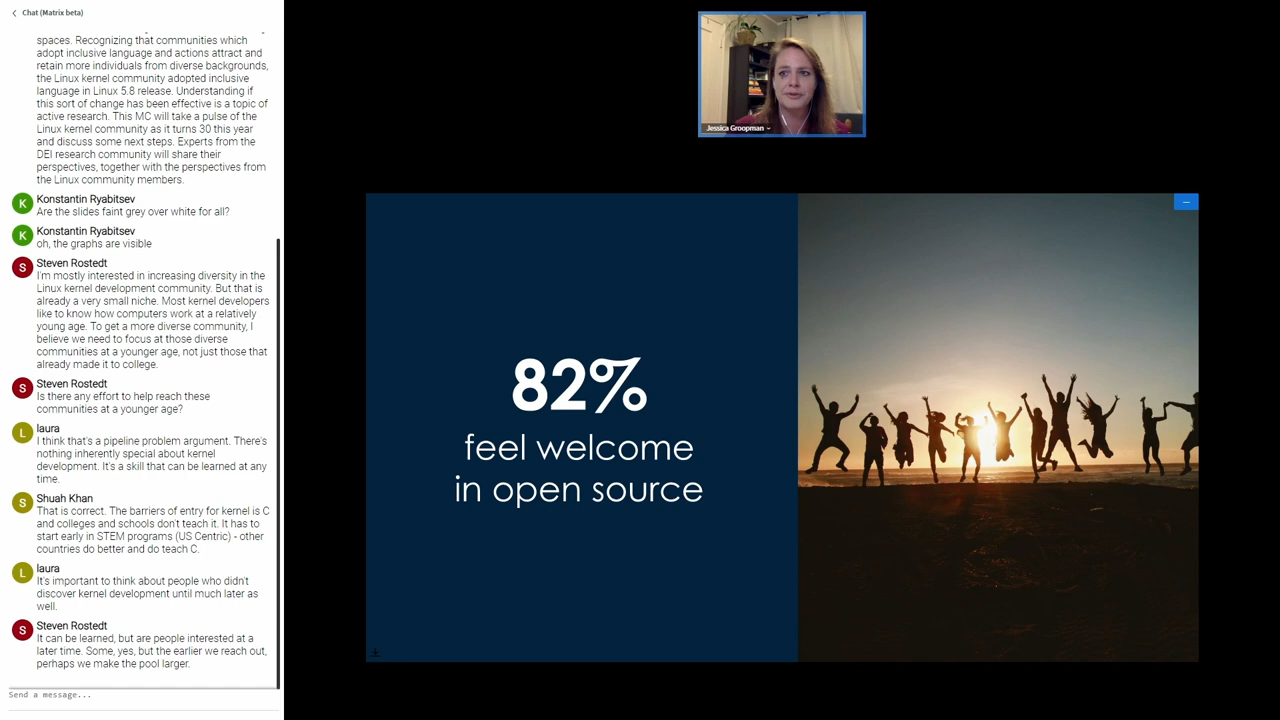 Chat (Matrix beta)
spaces. Recognizing that communities which
adopt inclusive language and actions attract and
retain more individuals from diverse backgrounds,
the Linux kernel community adopted inclusive
language in Linux 5.8 release. Understanding if
this sort of change has been effective is a topic of
active research. This MC will take a pulse of the
Linux kernel community as it turns 30 this year
and discuss some next steps. Experts from the
DEI research community will share their
perspectives, together with the perspectives from
the Linux community members.
K
Konstantin Ryabitsev
Are the slides faint grey over white for all?
K
Konstantin Ryabitsev
oh, the graphs are visible
S
Steven Rostedt
I'm mostly interested in increasing diversity in the
Linux kernel development community. But that is
already a very small niche. Most kernel developers
like to know how computers work at a relatively
young age. To get a more diverse community, I
believe we need to focus at those diverse
communities at a younger age, not just those that
already made it to college.
S
Steven Rostedt
Is there any effort to help reach these
communities at a younger age?
L
laura
I think that's a pipeline problem argument. There's
nothing inherently special about kernel
development. It's a skill that can be learned at any
time.
S
Shuah Khan
That is correct. The barriers of entry for kernel is C
and colleges and schools don't teach it. It has to
start early in STEM programs (US Centric) - other
countries do better and do teach C.
L
laura
It's important to think about people who didn't
discover kernel development until much later as
well.
S
Steven Rostedt
It can be learned, but are people interested at a
later time. Some, yes, but the earlier we reach out,
perhaps we make the pool larger.
Send a message...
Jessica Groopman
82%
feel welcome
in open source